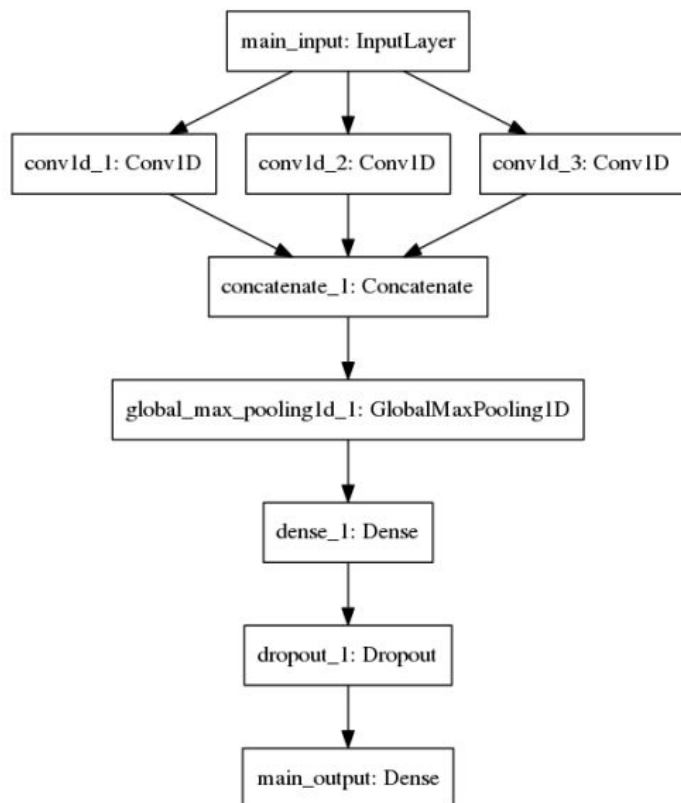 main_input: InputLayer
conv1d_1: Conv1D
conv1d_2: Conv1D
conv1d_3: Conv1D
concatenate_1: Concatenate
global_max_pooling1d_1: GlobalMaxPooling1D
dense_1: Dense
dropout_1: Dropout
main_output: Dense